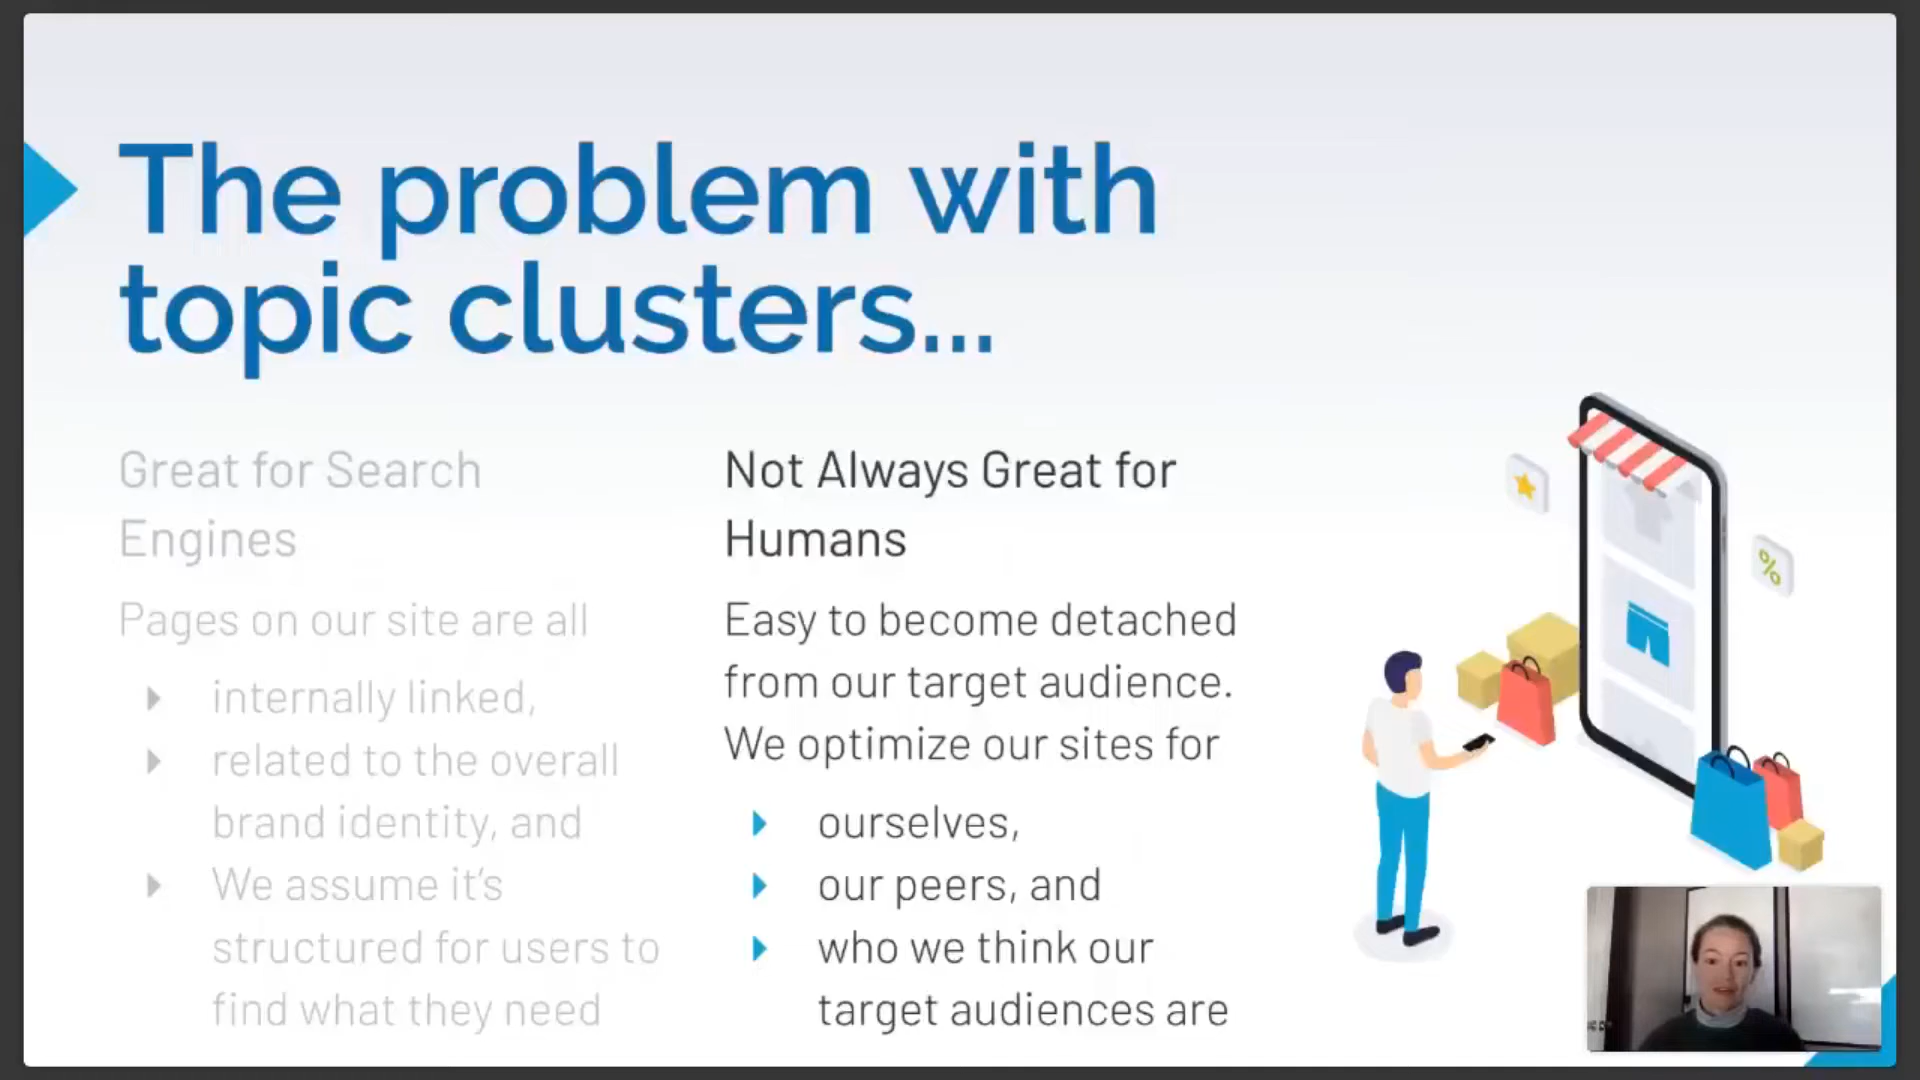 The problem with
topic clusters...
Great for Search
Engines
Pages on our site are all
internally linked,
related to the overall
brand identity, and
We assume it's
structured for users to
find what they need
Not Always Great for
Humans
Easy to become detached
from our target audience.
We optimize our sites for
ourselves,
our peers, and
who we think our
target audiences are
%